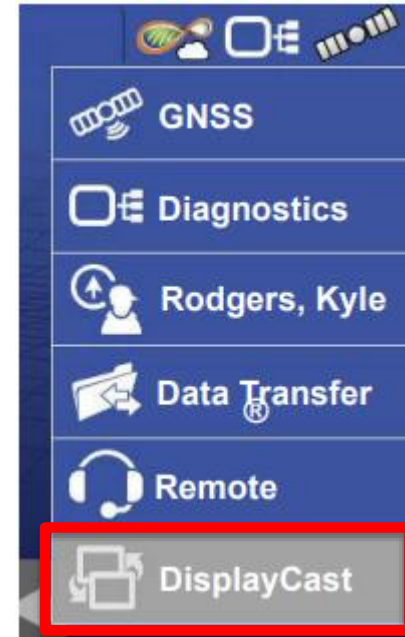 GNSS
Diagnostics
Rodgers, Kyle
Data Transfer
®
Remote
DisplayCast